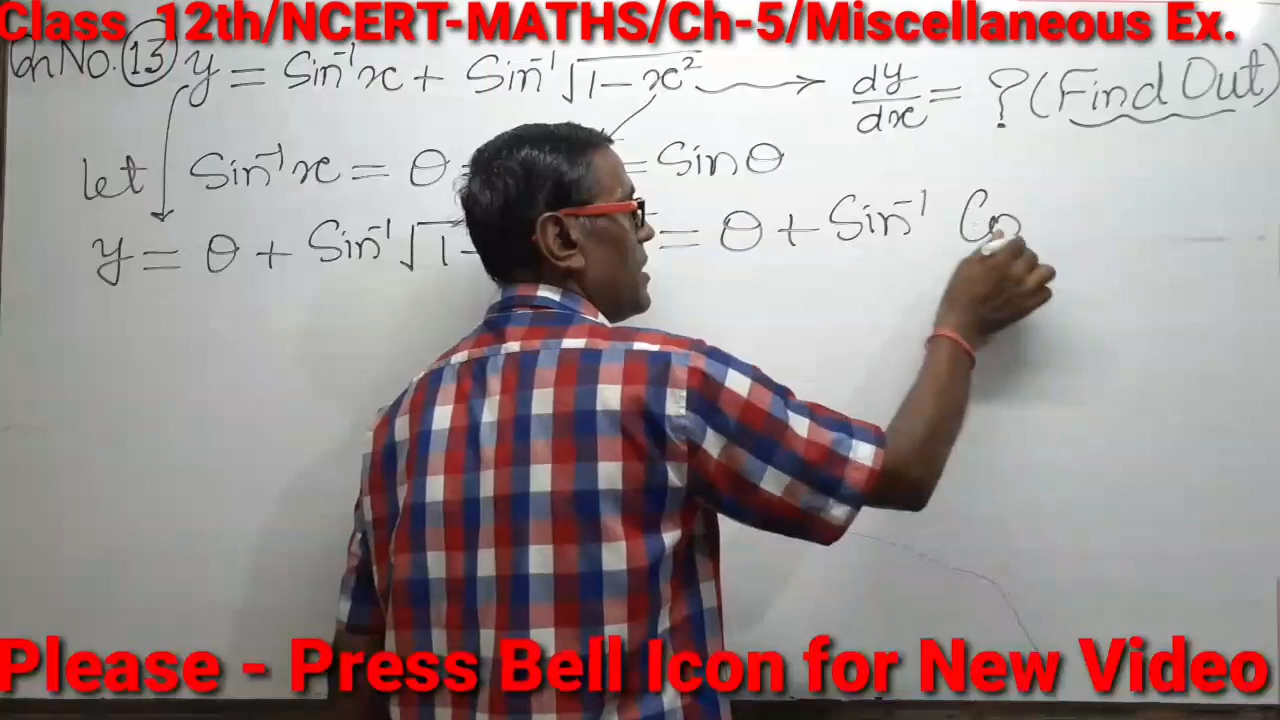 Class 12th/NCERT-MATHS/Ch-5/Miscellaneous Ex.
No. 13 y = Sin⁻¹x + Sin⁻¹√1-x² → dy/dx = ? (Find Out)
Let Sin⁻¹x = θ = Sinθ
y = θ + Sin⁻¹√1- = θ + Sin⁻¹ Co
Please - Press Bell Icon for New Video